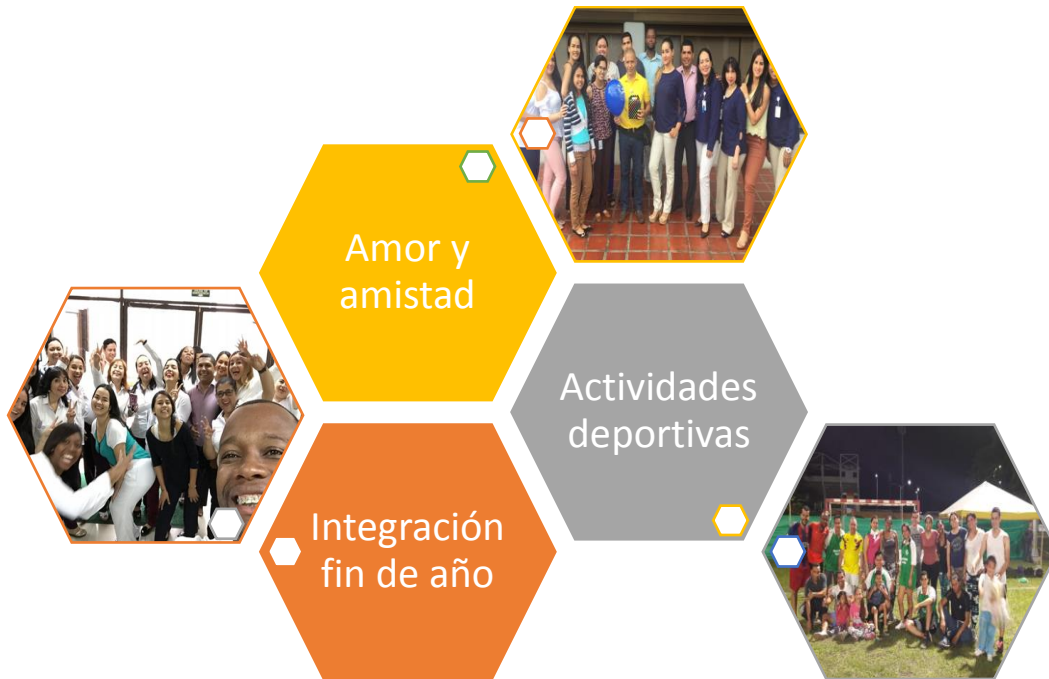 Amor y
amistad
Actividades
deportivas
Integración
fin de año